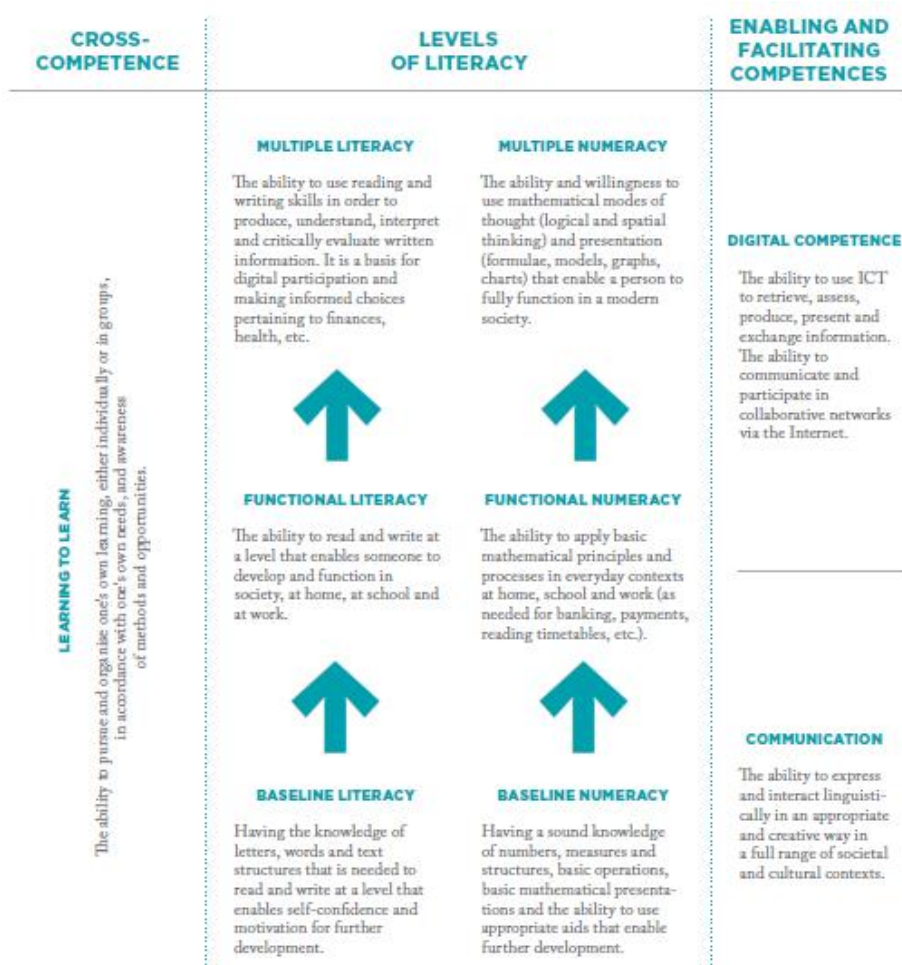 CROSS-
COMPETENCE
LEVELS
OF LITERACY
ENABLING AND
FACILITATING
COMPETENCES
LEARNING TO LEARN
The ability to pursue and organise one's own learning, either individually or in groups,
in accordance with one's own needs, and awareness
of methods and opportunities.
MULTIPLE LITERACY
The ability to use reading and
writing skills in order to
produce, understand, interpret
and critically evaluate written
information. It is a basis for
digital participation and
making informed choices
pertaining to finances,
health, etc.
MULTIPLE NUMERACY
The ability and willingness to
use mathematical modes of
thought (logical and spatial
thinking) and presentation
(formulae, models, graphs,
charts) that enable a person to
fully function in a modern
society.
FUNCTIONAL LITERACY
The ability to read and write at
a level that enables someone to
develop and function in
society, at home, at school and
at work.
FUNCTIONAL NUMERACY
The ability to apply basic
mathematical principles and
processes in everyday contexts
at home, school and work (as
needed for banking, payments,
reading timetables, etc.).
BASELINE LITERACY
Having the knowledge of
letters, words and text
structures that is needed to
read and write at a level that
enables self-confidence and
motivation for further
development.
BASELINE NUMERACY
Having a sound knowledge
of numbers, measures and
structures, basic operations,
basic mathematical presenta-
tions and the ability to use
appropriate aids that enable
further development.
DIGITAL COMPETENCE
The ability to use ICT
to retrieve, assess,
produce, present and
exchange information.
The ability to
communicate and
participate in
collaborative networks
via the Internet.
COMMUNICATION
The ability to express
and interact linguisti-
cally in an appropriate
and creative way in
a full range of societal
and cultural contexts.